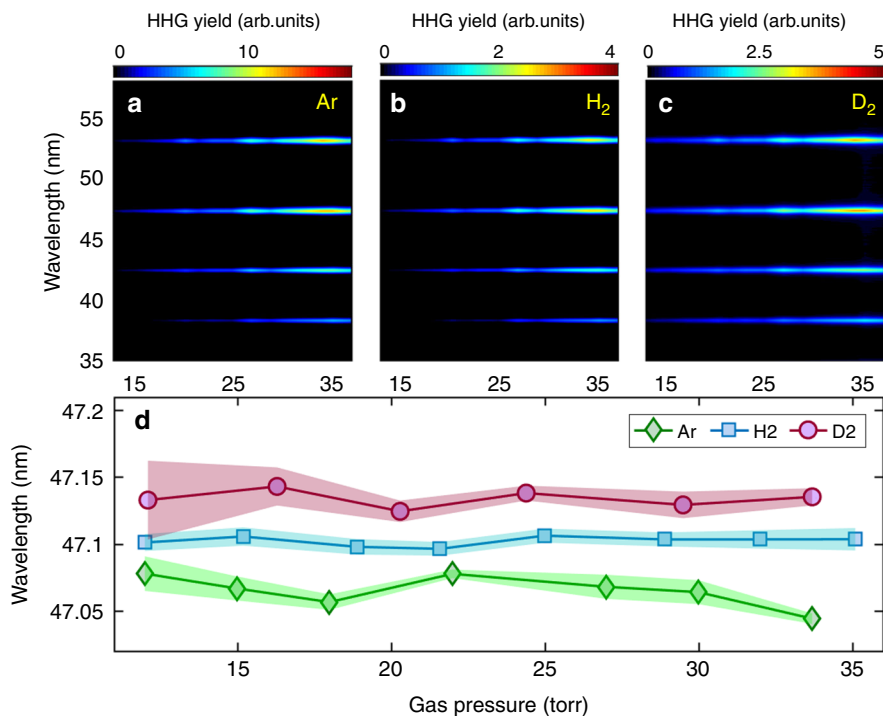 HHG yield (arb.units) HHG yield (arb.units) HHG yield (arb.units)
0 10 0 2 4 0 2.5 5
a Ar b H₂ c D₂
55
50
45
40
35
Wavelength (nm)
15 25 35 15 25 35 15 25 35
d Ar H2 D2
47.2
47.15
47.1
47.05
Wavelength (nm)
15 20 25 30 35
Gas pressure (torr)